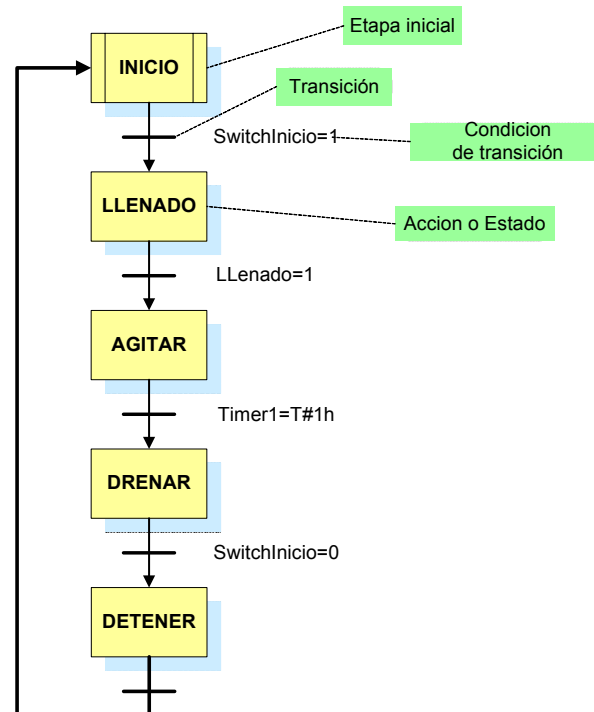 Etapa inicial
INICIO
Transición
SwitchInicio=1
Condicion
de transición
LLENADO
Accion o Estado
LLenado=1
AGITAR
Timer1=T#1h
DRENAR
SwitchInicio=0
DETENER